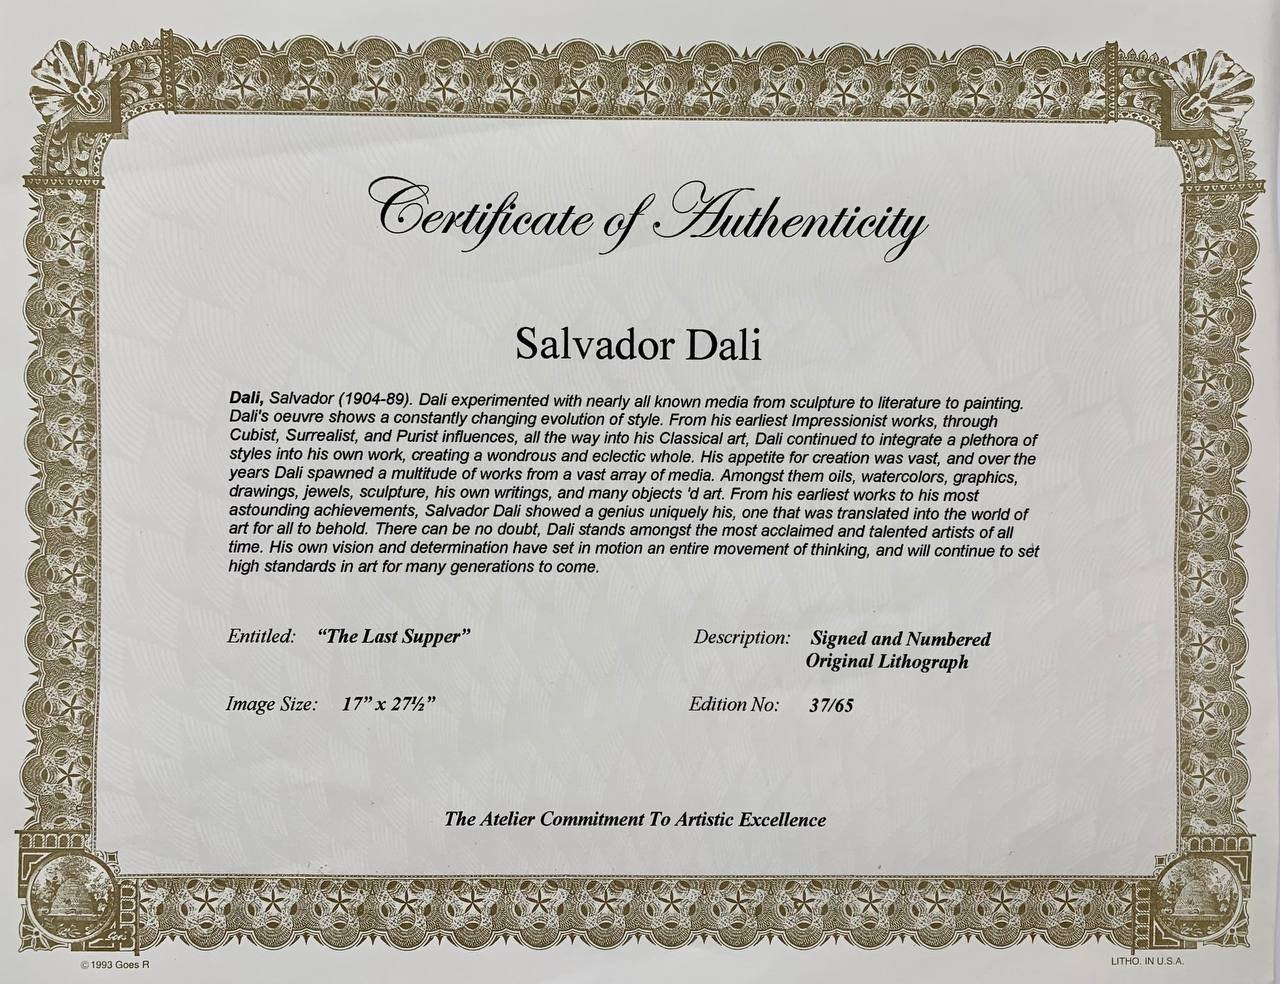 Certificate of Authenticity
Salvador Dali
Dali, Salvador (1904-89). Dali experimented with nearly all known media from sculpture to literature to painting.
Dali's oeuvre shows a constantly changing evolution of style. From his earliest Impressionist works, through
Cubist, Surrealist, and Purist influences, all the way into his Classical art, Dali continued to integrate a plethora of
styles into his own work, creating a wondrous and eclectic whole. His appetite for creation was vast, and over the
years Dali spawned a multitude of works from a vast array of media. Amongst them oils, watercolors, graphics,
drawings, jewels, sculpture, his own writings, and many objects 'd art. From his earliest works to his most
astounding achievements, Salvador Dali showed a genius uniquely his, one that was translated into the world of
art for all to behold. There can be no doubt, Dali stands amongst the most acclaimed and talented artists of all
time. His own vision and determination have set in motion an entire movement of thinking, and will continue to set
high standards in art for many generations to come.
Entitled: “The Last Supper” Description: Signed and Numbered
Original Lithograph
Image Size: 17” x 27½” Edition No: 37/65
The Atelier Commitment To Artistic Excellence
© 1993 Goes R LITHO. IN U.S.A.